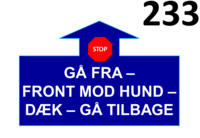 233
STOP
GÅ FRA –
FRONT MOD HUND –
DÆK – GÅ TILBAGE